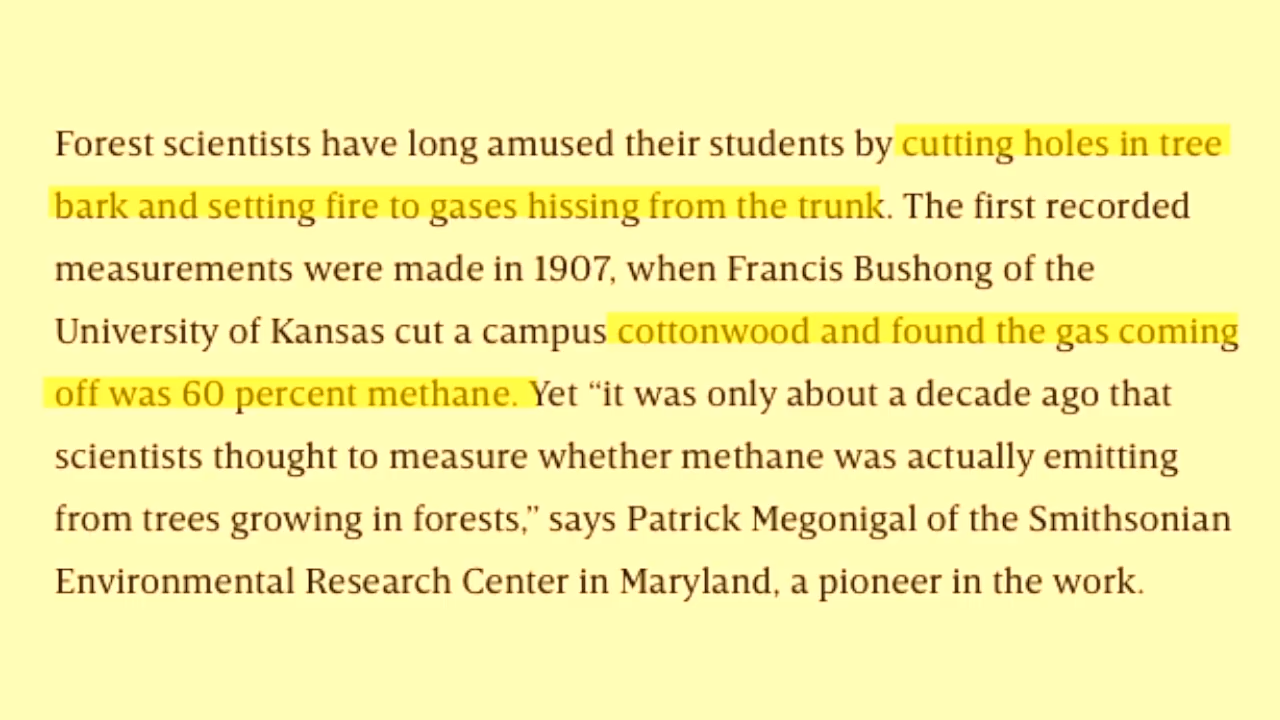 Forest scientists have long amused their students by cutting holes in tree
bark and setting fire to gases hissing from the trunk. The first recorded
measurements were made in 1907, when Francis Bushong of the
University of Kansas cut a campus cottonwood and found the gas coming
off was 60 percent methane. Yet “it was only about a decade ago that
scientists thought to measure whether methane was actually emitting
from trees growing in forests,” says Patrick Megonigal of the Smithsonian
Environmental Research Center in Maryland, a pioneer in the work.